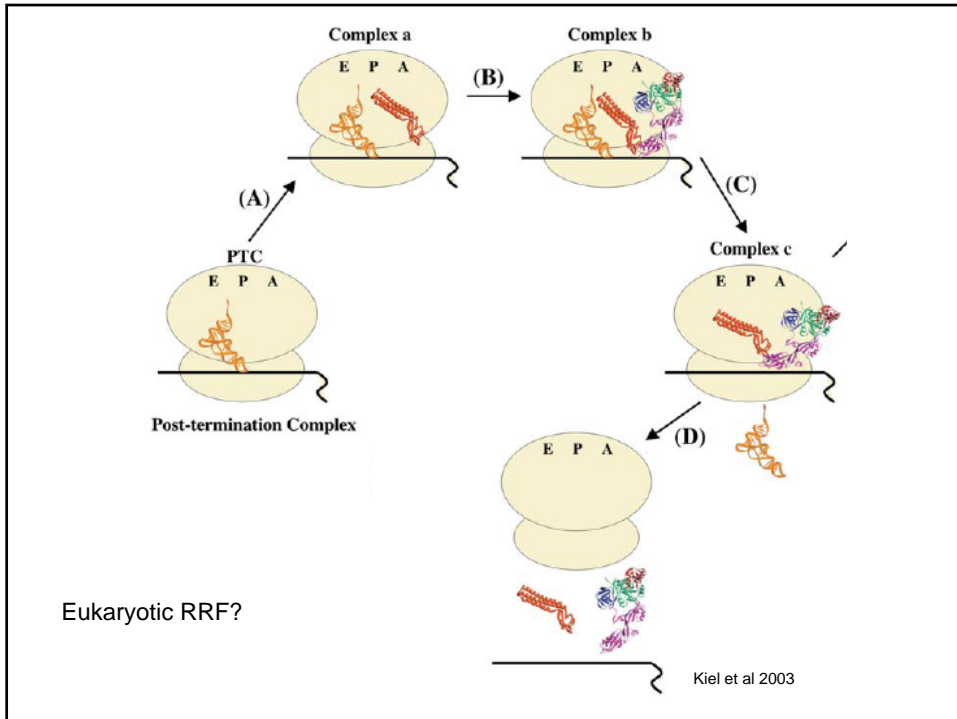 Complex a
E P A
(B)
Complex b
E P A
(A)
(C)
PTC
E P A
Complex c
E P A
Post-termination Complex
(D)
E P A
Eukaryotic RRF?
Kiel et al 2003